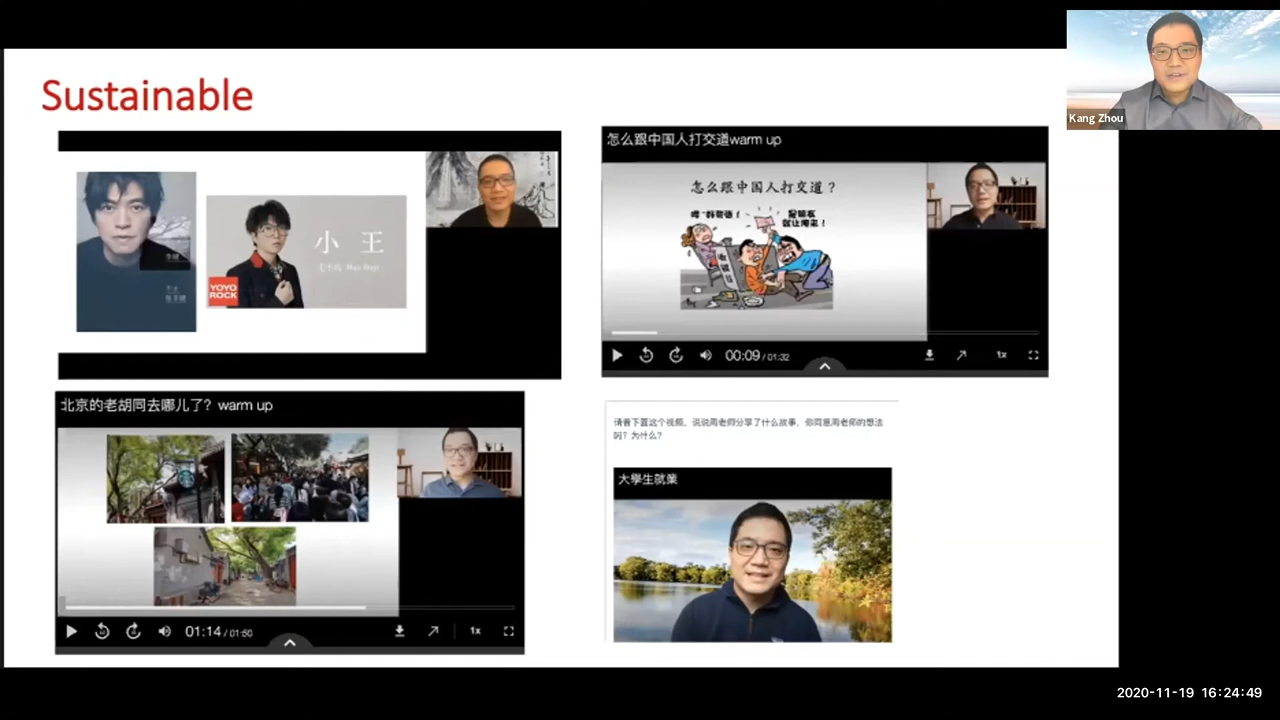 Sustainable
Kang Zhou
小 王
YOYO
ROCK
怎么跟中国人打交道warm up
怎么跟中国人打交道？
00:09 / 01:32
1x
北京的老胡同去哪儿了？warm up
01:14 / 01:50
1x
请看下面这个视频，说说周老师分享了什么故事，你同意周老师的想法
吗？为什么？
大學生就業
2020-11-19 16:24:49